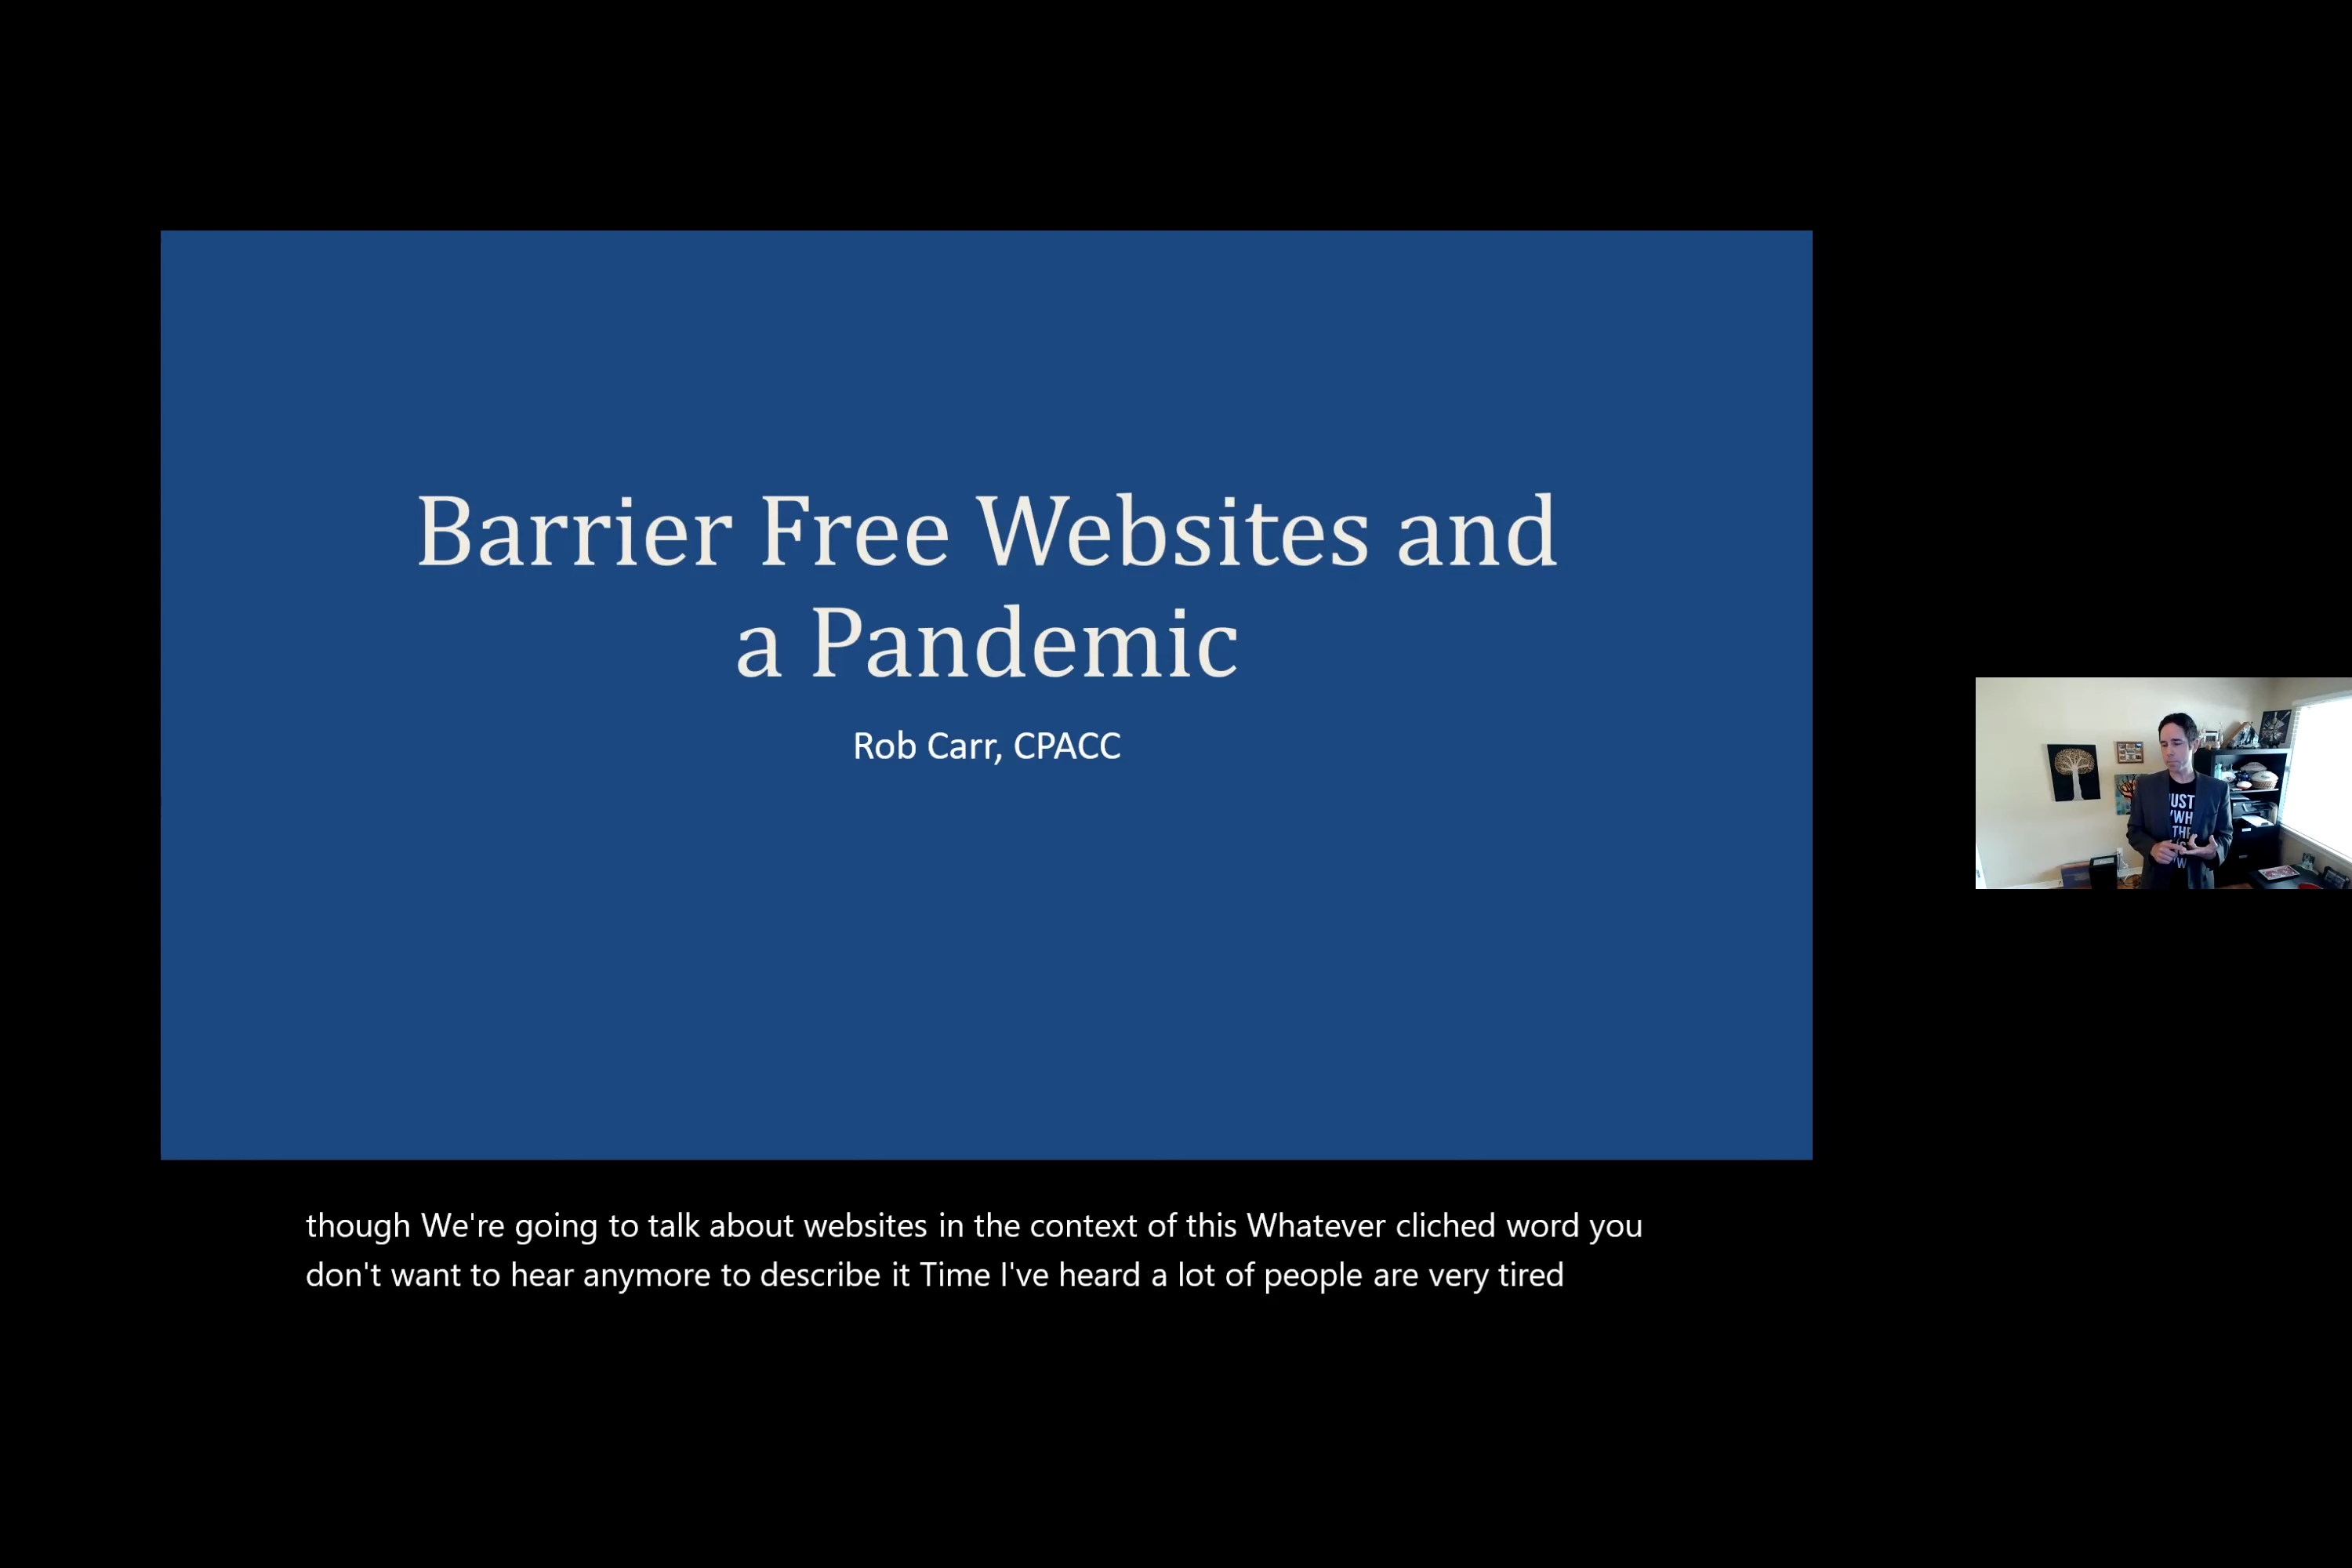 Barrier Free Websites and
a Pandemic
Rob Carr, CPACC
though We're going to talk about websites in the context of this Whatever cliched word you
don't want to hear anymore to describe it Time I've heard a lot of people are very tired